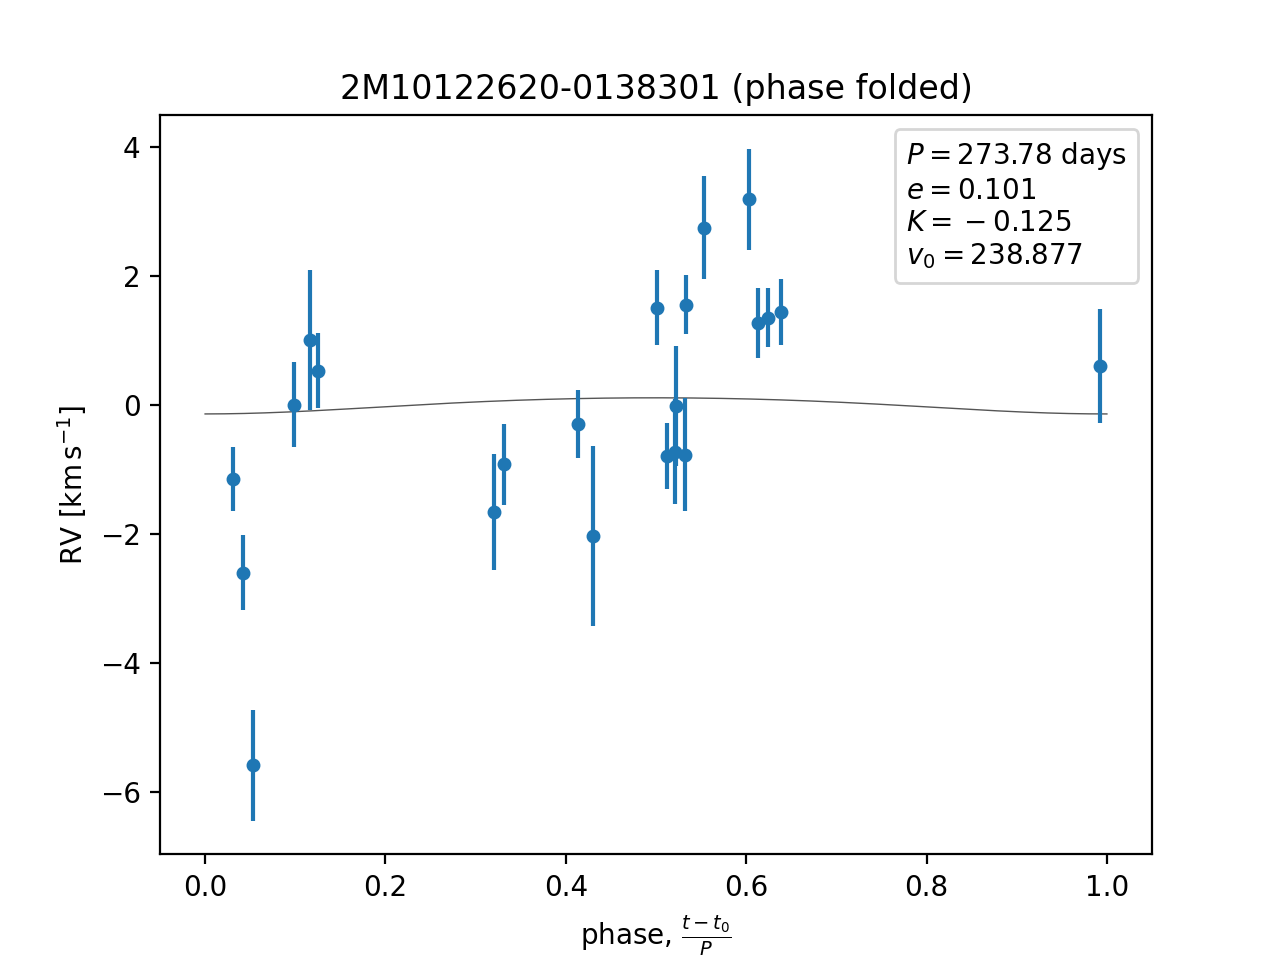 2M10122620-0138301 (phase folded)
P = 273.78 days
e = 0.101
K = −0.125
v₀ = 238.877
RV [km s⁻¹]
4
2
0
−2
−4
−6
0.0 0.2 0.4 0.6 0.8 1.0
phase, (t − t₀)/P